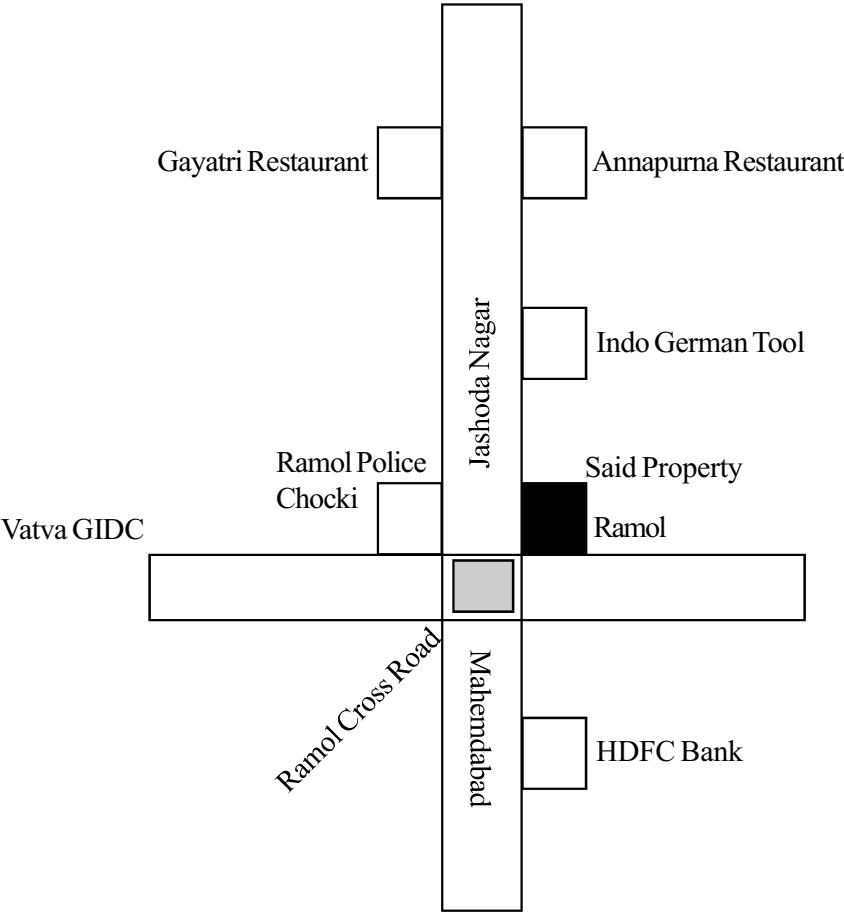 Gayatri Restaurant
Annapurna Restaurant
Jashoda Nagar
Indo German Tool
Ramol Police
Chocki
Said Property
Vatva GIDC
Ramol
Ramol Cross Road
Mahemdabad
HDFC Bank